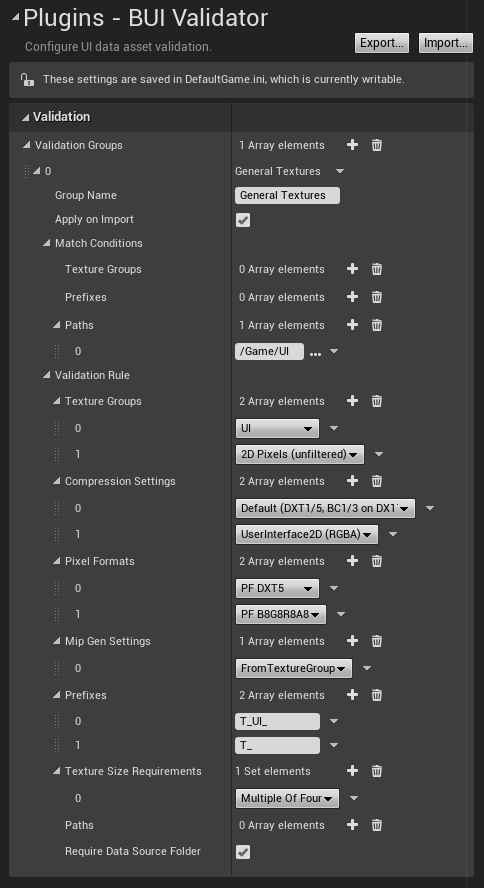 Plugins - BUI Validator
Configure UI data asset validation.
Export... Import...
These settings are saved in DefaultGame.ini, which is currently writable.
Validation
Validation Groups 1 Array elements
0 General Textures
Group Name General Textures
Apply on Import
Match Conditions
Texture Groups 0 Array elements
Prefixes 0 Array elements
Paths 1 Array elements
0 /Game/UI ...
Validation Rule
Texture Groups 2 Array elements
0 UI
1 2D Pixels (unfiltered)
Compression Settings 2 Array elements
0 Default (DXT1/5, BC1/3 on DX1
1 UserInterface2D (RGBA)
Pixel Formats 2 Array elements
0 PF DXT5
1 PF B8G8R8A8
Mip Gen Settings 1 Array elements
0 FromTextureGroup
Prefixes 2 Array elements
0 T_UI_
1 T_
Texture Size Requirements 1 Set elements
0 Multiple Of Four
Paths 0 Array elements
Require Data Source Folder